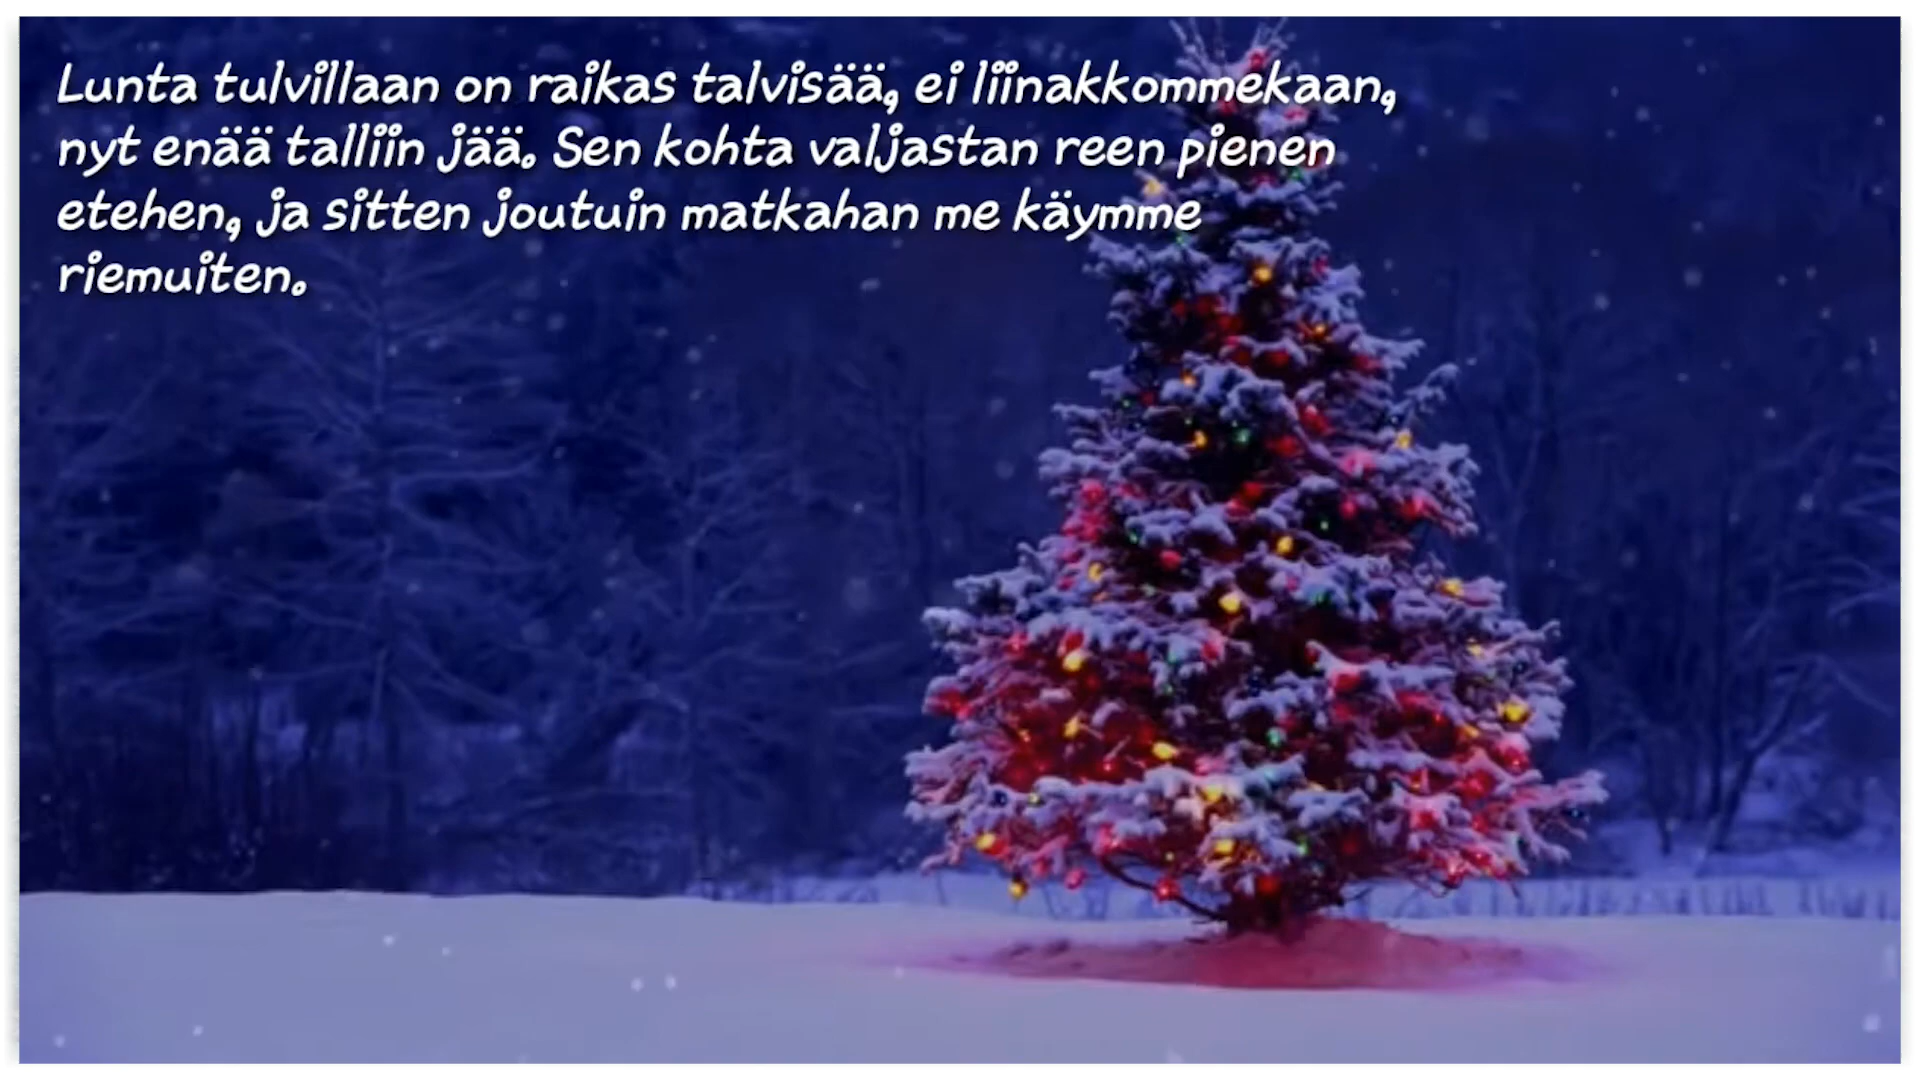 Lunta tulvillaan on raikas talvisää, ei liinakkommekaan,
nyt enää talliin jää. Sen kohta valjastan reen pienen
etehen, ja sitten joutuin matkahan me käymme
riemuiten.